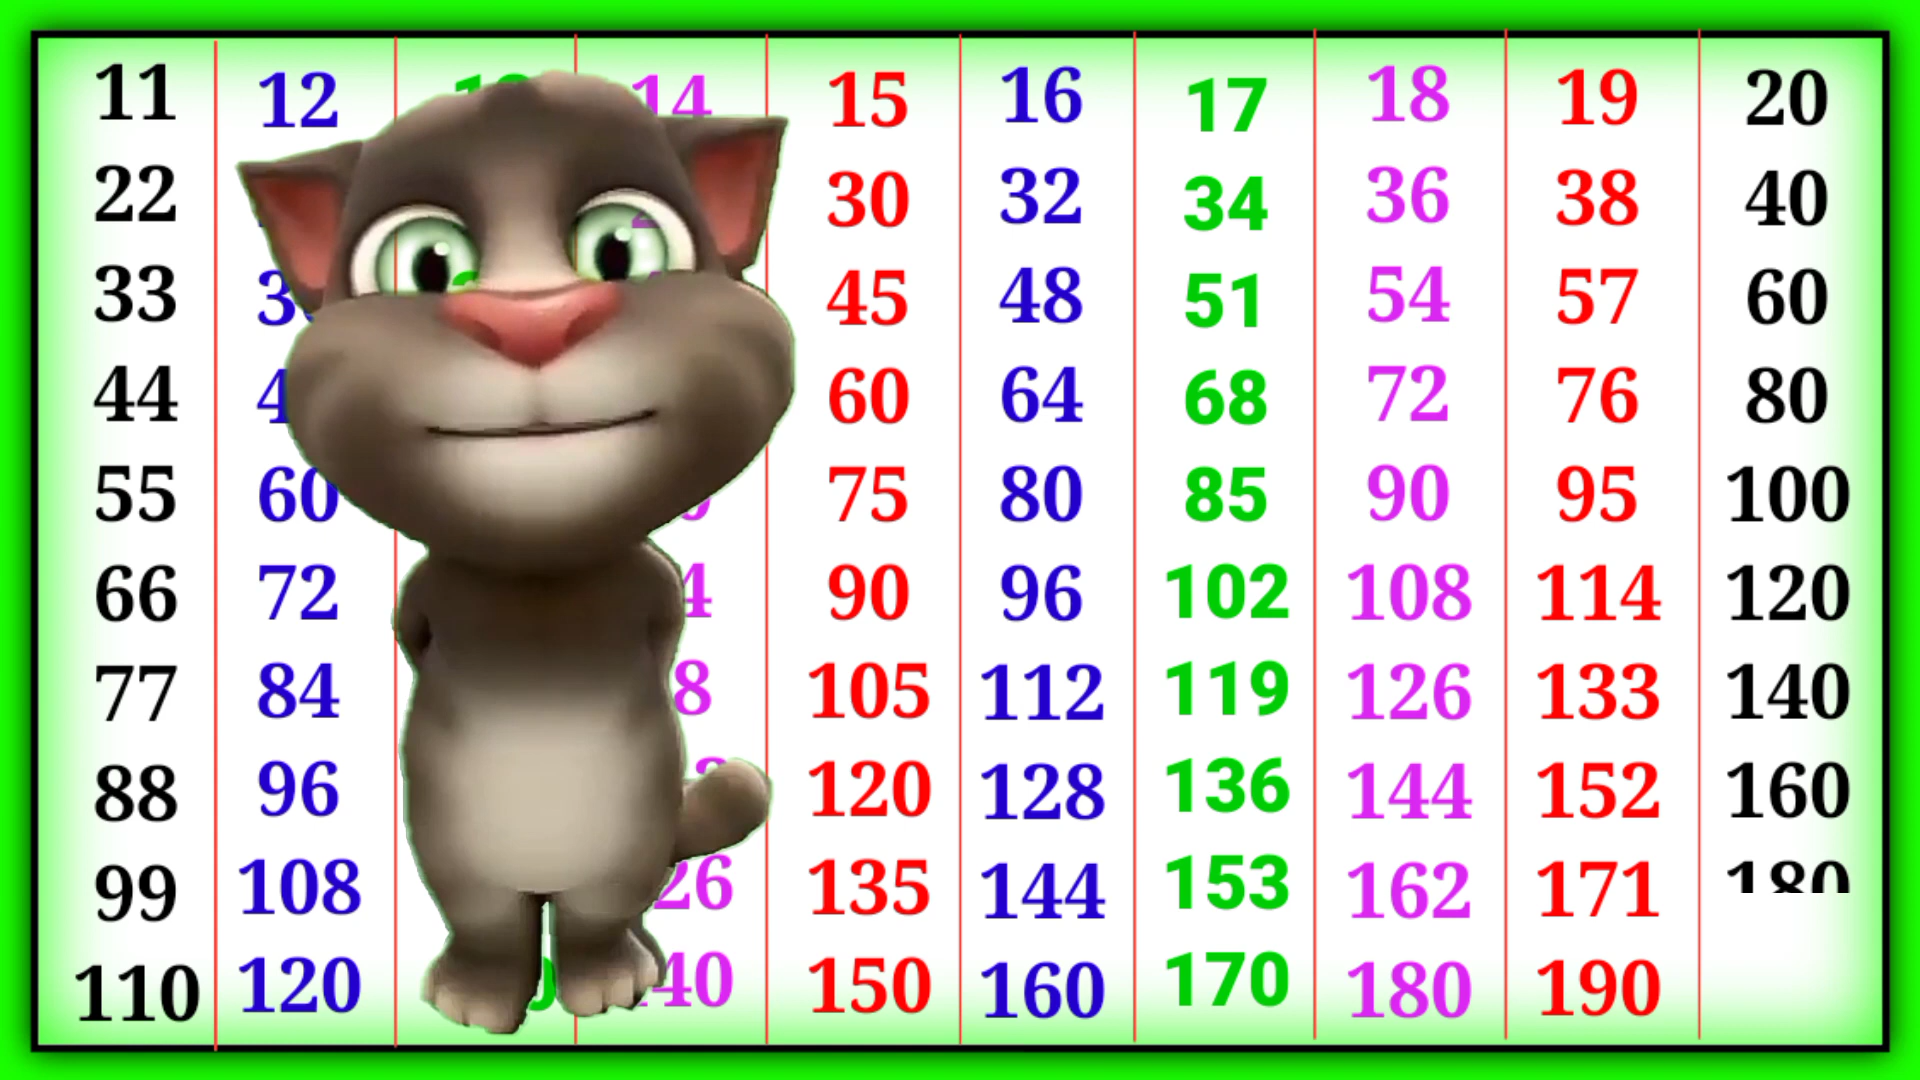 11 12 14 15 16 17 18 19 20
22 30 32 34 36 38 40
33 45 48 51 54 57 60
44 60 64 68 72 76 80
55 60 75 80 85 90 95 100
66 72 90 96 102 108 114 120
77 84 105 112 119 126 133 140
88 96 120 128 136 144 152 160
99 108 135 144 153 162 171 180
110 120 150 160 170 180 190